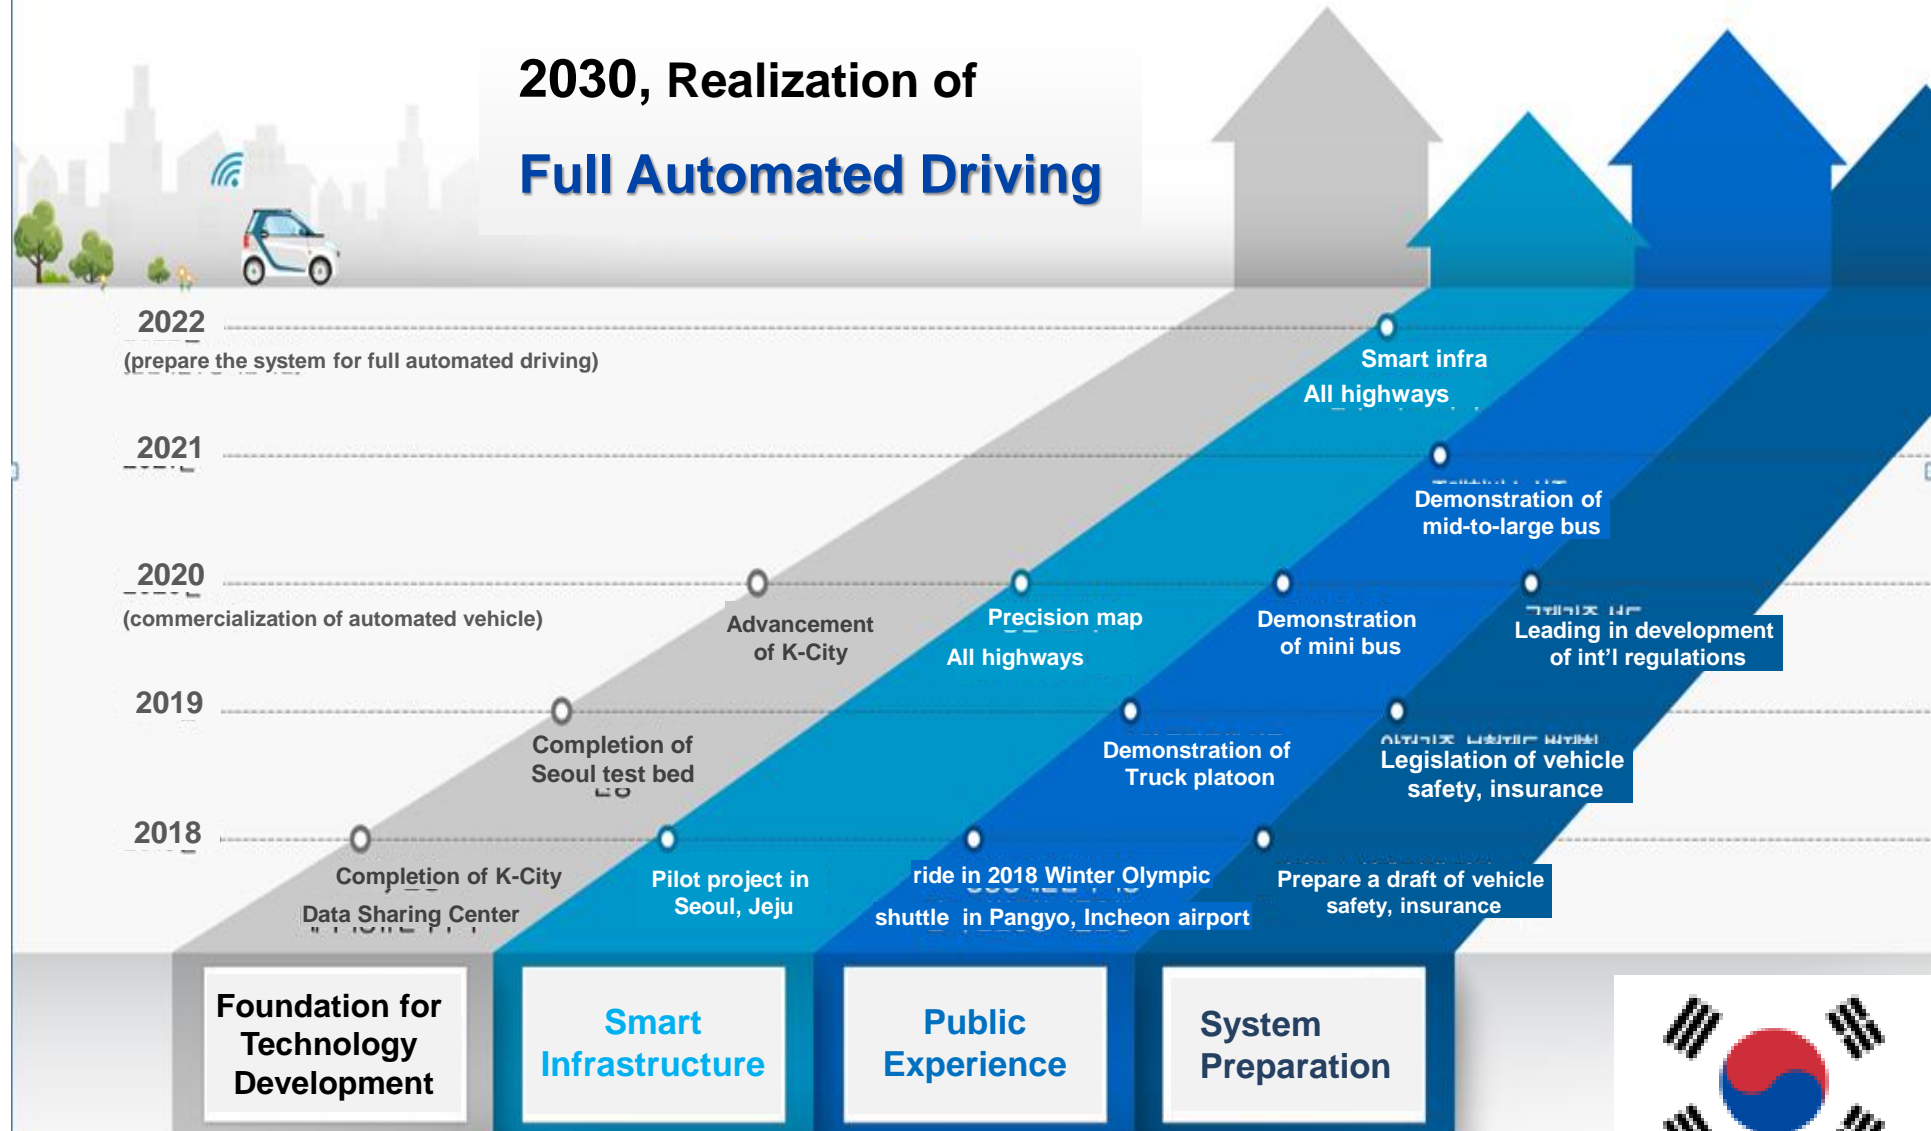 2030, Realization of
Full Automated Driving
2022
(prepare the system for full automated driving)
Smart infra
All highways
2021
Demonstration of
mid-to-large bus
2020
(commercialization of automated vehicle)
Advancement
of K-City
Precision map
All highways
Demonstration
of mini bus
Leading in development
of int’l regulations
2019
Completion of
Seoul test bed
Demonstration of
Truck platoon
Legislation of vehicle
safety, insurance
2018
Completion of K-City
Data Sharing Center
Pilot project in
Seoul, Jeju
ride in 2018 Winter Olympic
shuttle in Pangyo, Incheon airport
Prepare a draft of vehicle
safety, insurance
Foundation for
Technology
Development
Smart
Infrastructure
Public
Experience
System
Preparation